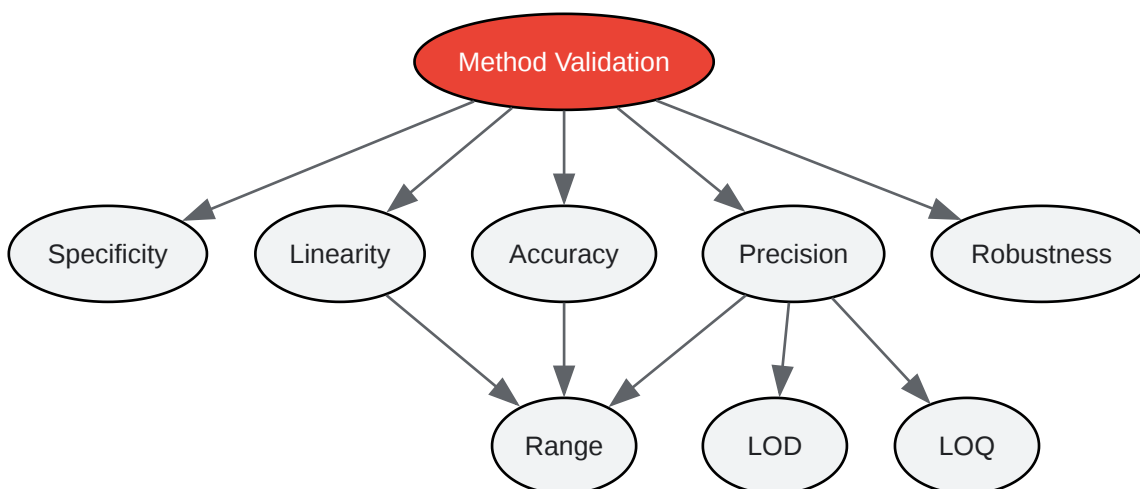 Method Validation
Specificity
Linearity
Accuracy
Precision
Robustness
Range
LOD
LOQ